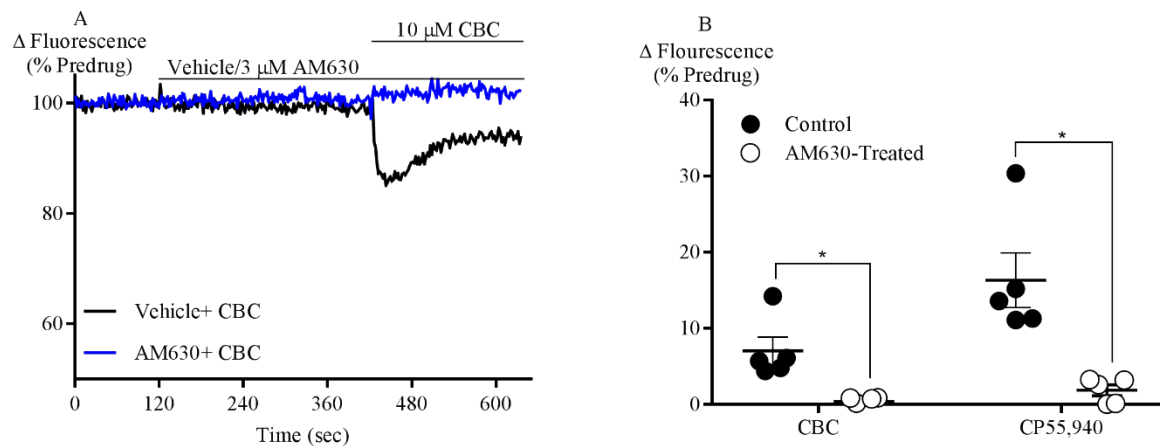 A
Δ Fluorescence
(% Predrug)
10 μM CBC
Vehicle/3 μM AM630
100
80
60
Vehicle+ CBC
AM630+ CBC
0
120
240
360
480
600
Time (sec)
B
Δ Flourescence
(% Predrug)
40
30
20
10
0
Control
AM630-Treated
*
*
CBC
CP55,940